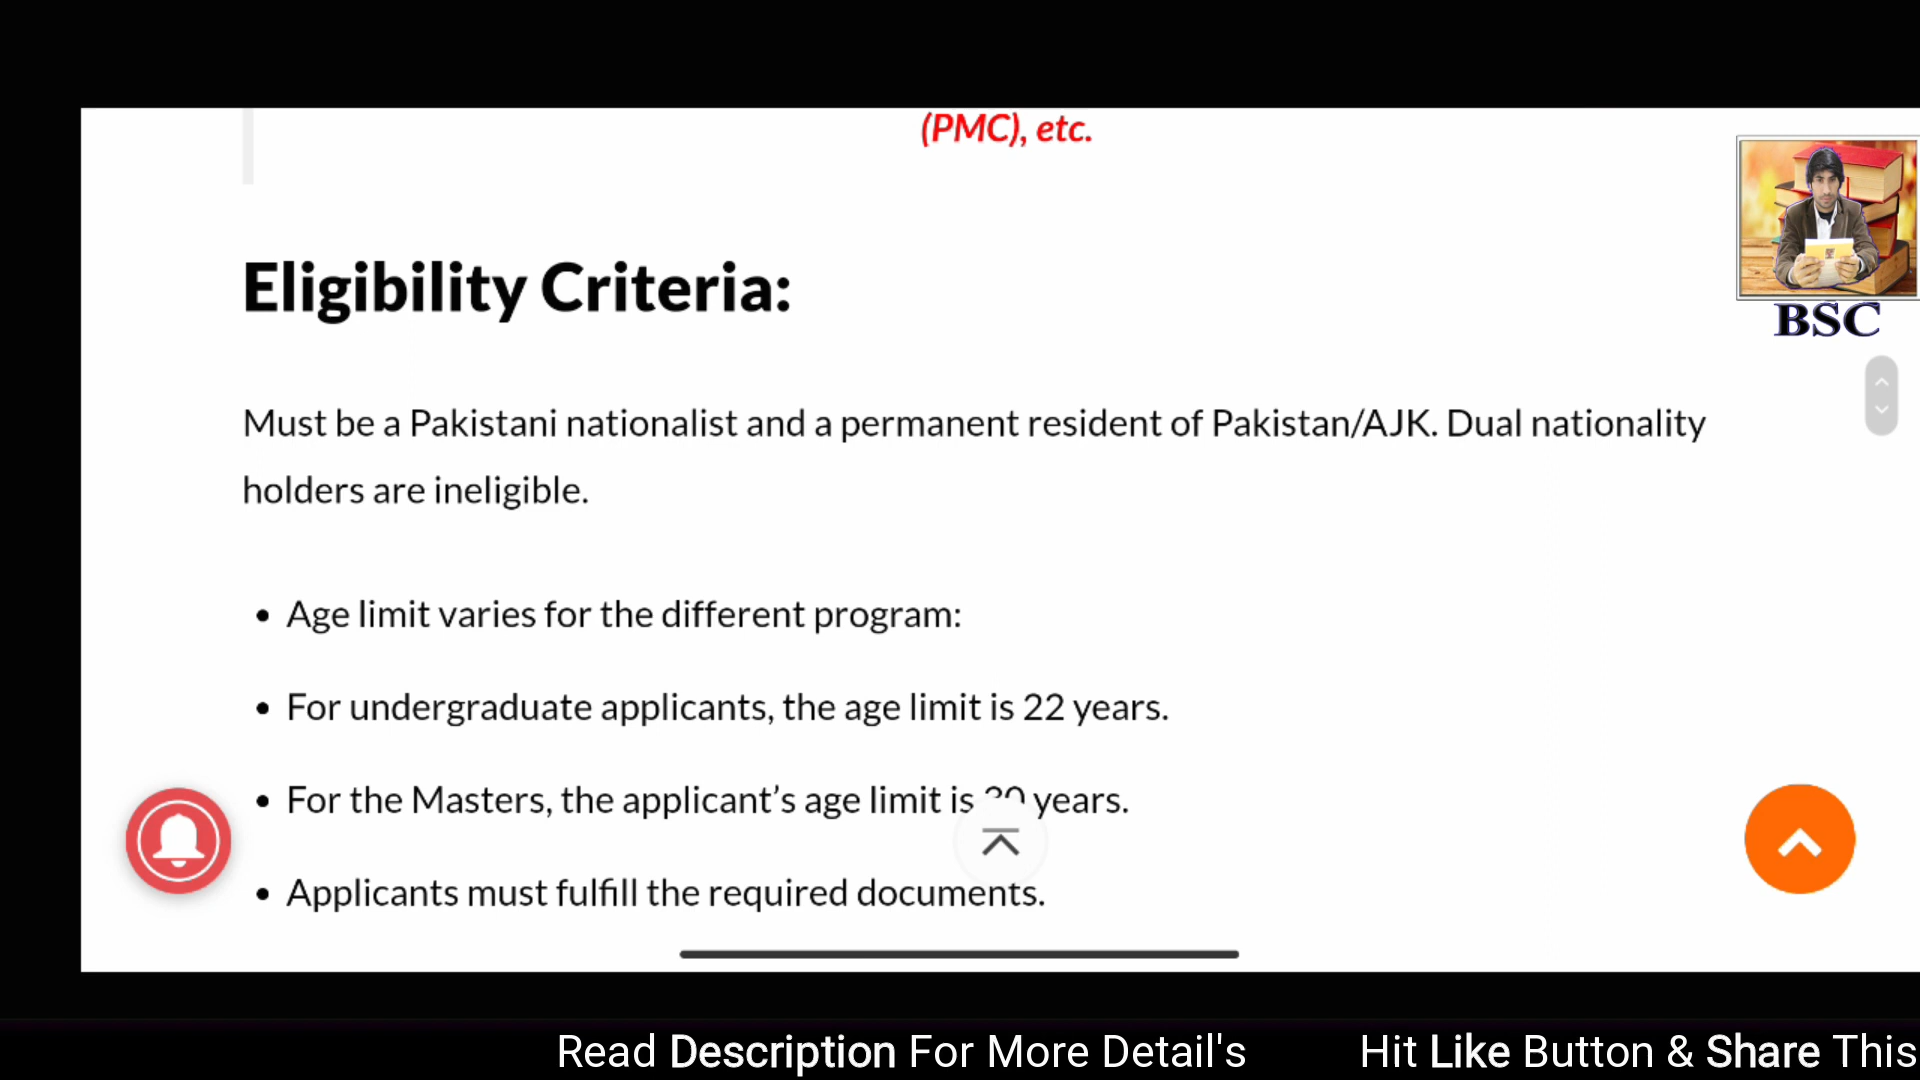 (PMC), etc.
BSC
Eligibility Criteria:
Must be a Pakistani nationalist and a permanent resident of Pakistan/AJK. Dual nationality
holders are ineligible.
• Age limit varies for the different program:
• For undergraduate applicants, the age limit is 22 years.
• For the Masters, the applicant’s age limit is years.
• Applicants must fulfill the required documents.
Read Description For More Detail's Hit Like Button & Share This